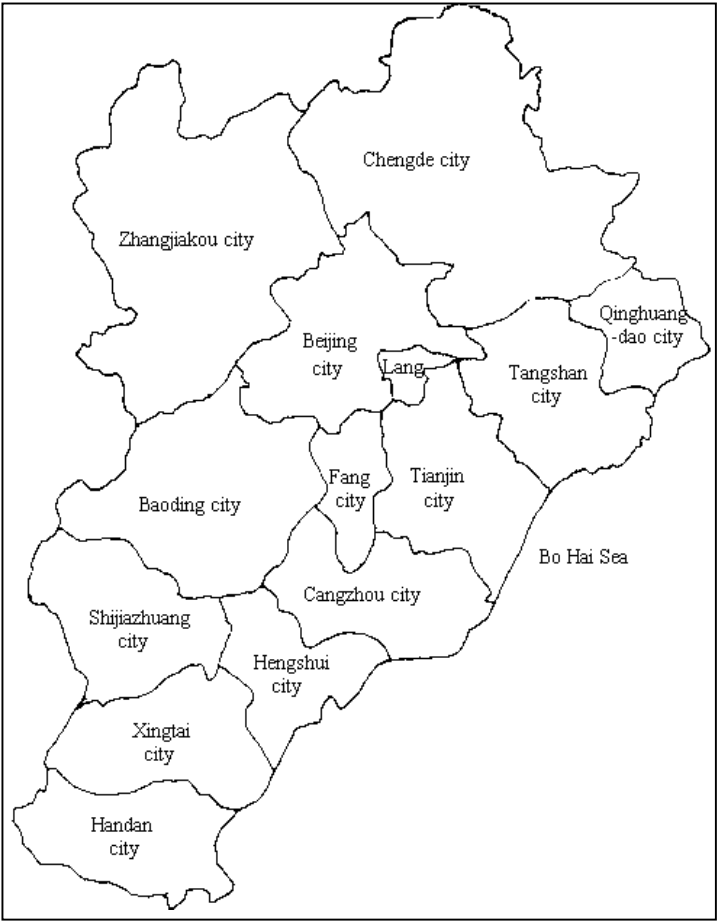 Chengde city
Zhangjiakou city
Qinghuang
-dao city
Beijing
city
Lang
Tangshan
city
Fang
city
Tianjin
city
Baoding city
Bo Hai Sea
Cangzhou city
Shijiazhuang
city
Hengshui
city
Xingtai
city
Handan
city